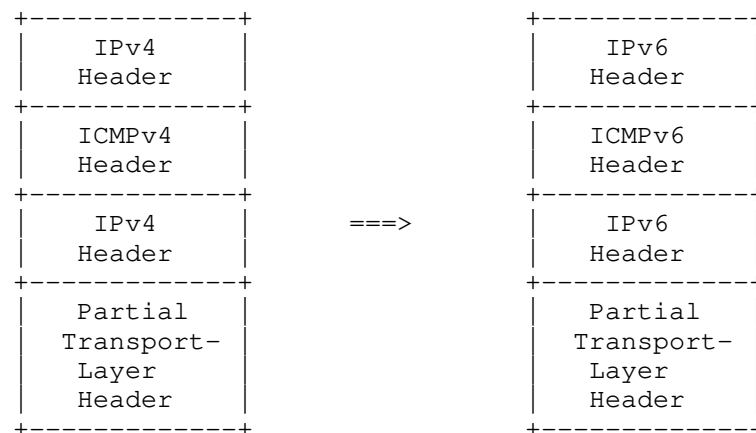 +-------------+                 +-------------
|    IPv4     |                 |    IPv6
|   Header    |                 |   Header
+-------------+                 +-------------
|   ICMPv4    |                 |   ICMPv6
|   Header    |                 |   Header
+-------------+                 +-------------
|    IPv4     |      ===>       |    IPv6
|   Header    |                 |   Header
+-------------+                 +-------------
|   Partial   |                 |   Partial
|  Transport- |                 |  Transport-
|   Layer     |                 |   Layer
|   Header    |                 |   Header
+-------------+                 +-------------